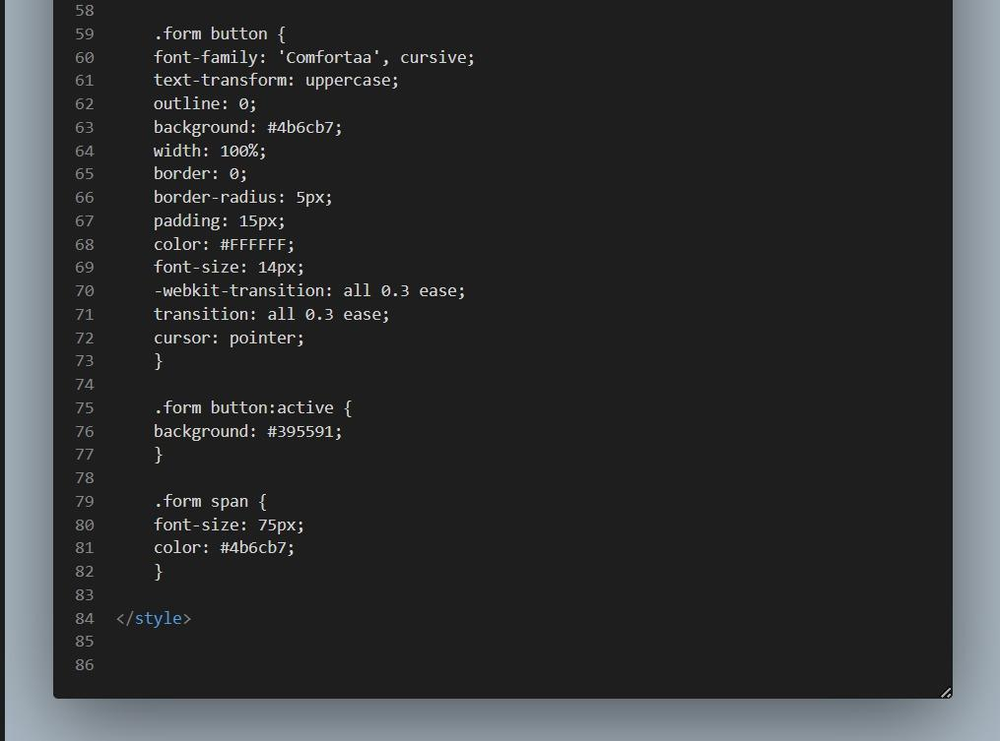 58
59 .form button {
60 font-family: 'Comfortaa', cursive;
61 text-transform: uppercase;
62 outline: 0;
63 background: #4b6cb7;
64 width: 100%;
65 border: 0;
66 border-radius: 5px;
67 padding: 15px;
68 color: #FFFFFF;
69 font-size: 14px;
70 -webkit-transition: all 0.3 ease;
71 transition: all 0.3 ease;
72 cursor: pointer;
73 }
74
75 .form button:active {
76 background: #395591;
77 }
78
79 .form span {
80 font-size: 75px;
81 color: #4b6cb7;
82 }
83
84 </style>
85
86